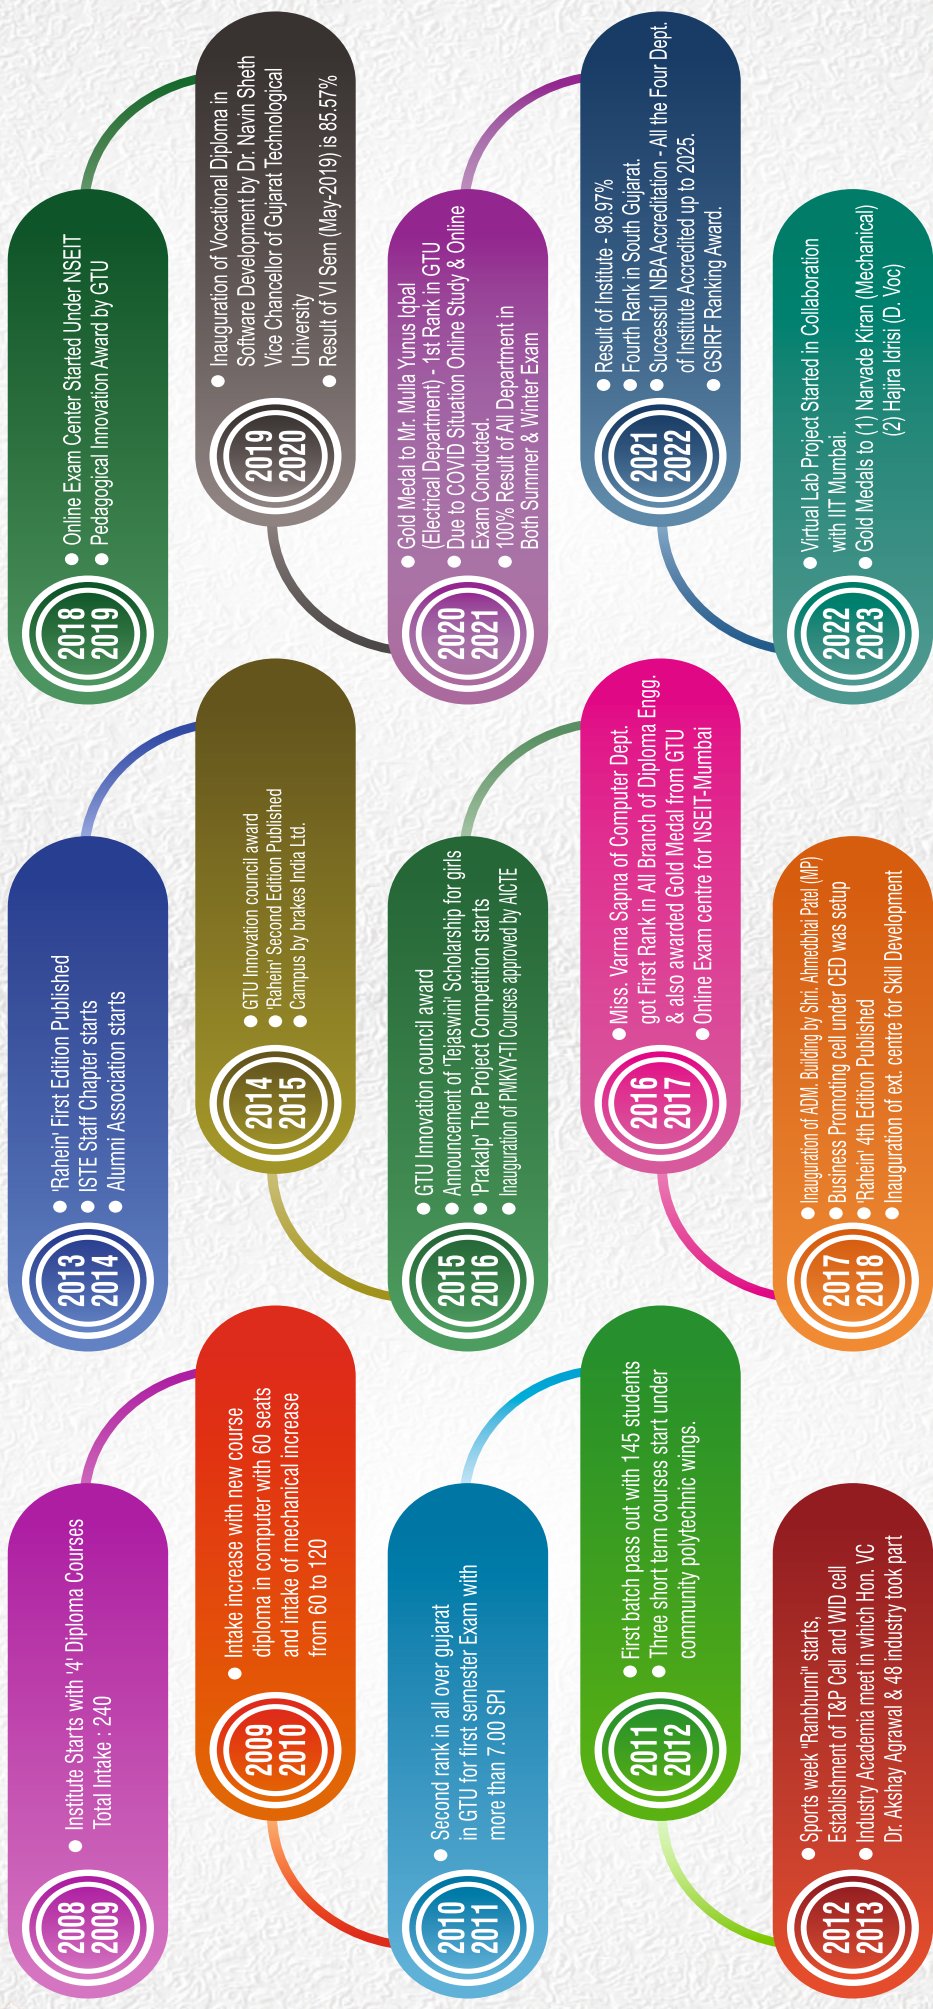 2008
2009
● Institute Starts with '4' Diploma Courses
Total Intake : 240
2009
2010
● Intake increase with new course
diploma in computer with 60 seats
and intake of mechanical increase
from 60 to 120
2010
2011
● Second rank in all over gujarat
in GTU for first semester Exam with
more than 7.00 SPI
2011
2012
● First batch pass out with 145 students
● Three short term courses start under
community polytechnic wings.
2012
2013
● Sports week "Ranbhumi" starts,
Establishment of T&P Cell and WID cell
● Industry Academia meet in which Hon. VC
Dr. Akshay Agrawal & 48 industry took part
2013
2014
● 'Rahein' First Edition Published
● ISTE Staff Chapter starts
● Alumni Association starts
2014
2015
● GTU Innovation council award
● 'Rahein' Second Edition Published
● Campus by brakes India Ltd.
2015
2016
● GTU Innovation council award
● Announcement of 'Tejaswini' Scholarship for girls
● 'Prakalp' The Project Competition starts
● Inauguration of PMKVY-TI Courses approved by AICTE
2016
2017
● Miss. Varma Sapna of Computer Dept.
got First Rank in All Branch of Diploma Engg.
& also awarded Gold Medal from GTU
● Online Exam centre for NSEIT-Mumbai
2017
2018
● Inauguration of ADM. Building by Shri. Ahmedbhai Patel (MP)
● Business Promoting cell under CED was setup
● 'Rahein' 4th Edition Published
● Inauguration of ext. centre for Skill Development
2018
2019
● Online Exam Center Started Under NSEIT
● Pedagogical Innovation Award by GTU
2019
2020
● Inauguration of Vocational Diploma in
Software Development by Dr. Navin Sheth
Vice Chancellor of Gujarat Technological
University
● Result of VI Sem (May-2019) is 85.57%
2020
2021
● Gold Medal to Mr. Mulla Yunus Iqbal
(Electrical Department) - 1st Rank in GTU
● Due to COVID Situation Online Study & Online
Exam Conducted.
● 100% Result of All Department in
Both Summer & Winter Exam
2021
2022
● Result of Institute - 98.97%
● Fourth Rank in South Gujarat.
● Successful NBA Accreditation - All the Four Dept.
of Institute Accredited up to 2025.
● GSIRF Ranking Award.
2022
2023
● Virtual Lab Project Started in Collaboration
with IIT Mumbai.
● Gold Medals to (1) Narvade Kiran (Mechanical)
(2) Hajira Idrisi (D. Voc)